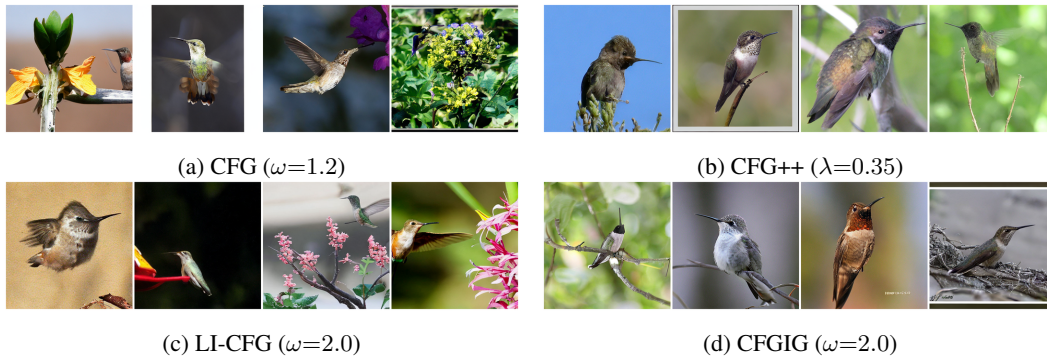 (a) CFG (ω=1.2)
(b) CFG++ (λ=0.35)
(c) LI-CFG (ω=2.0)
(d) CFGIG (ω=2.0)